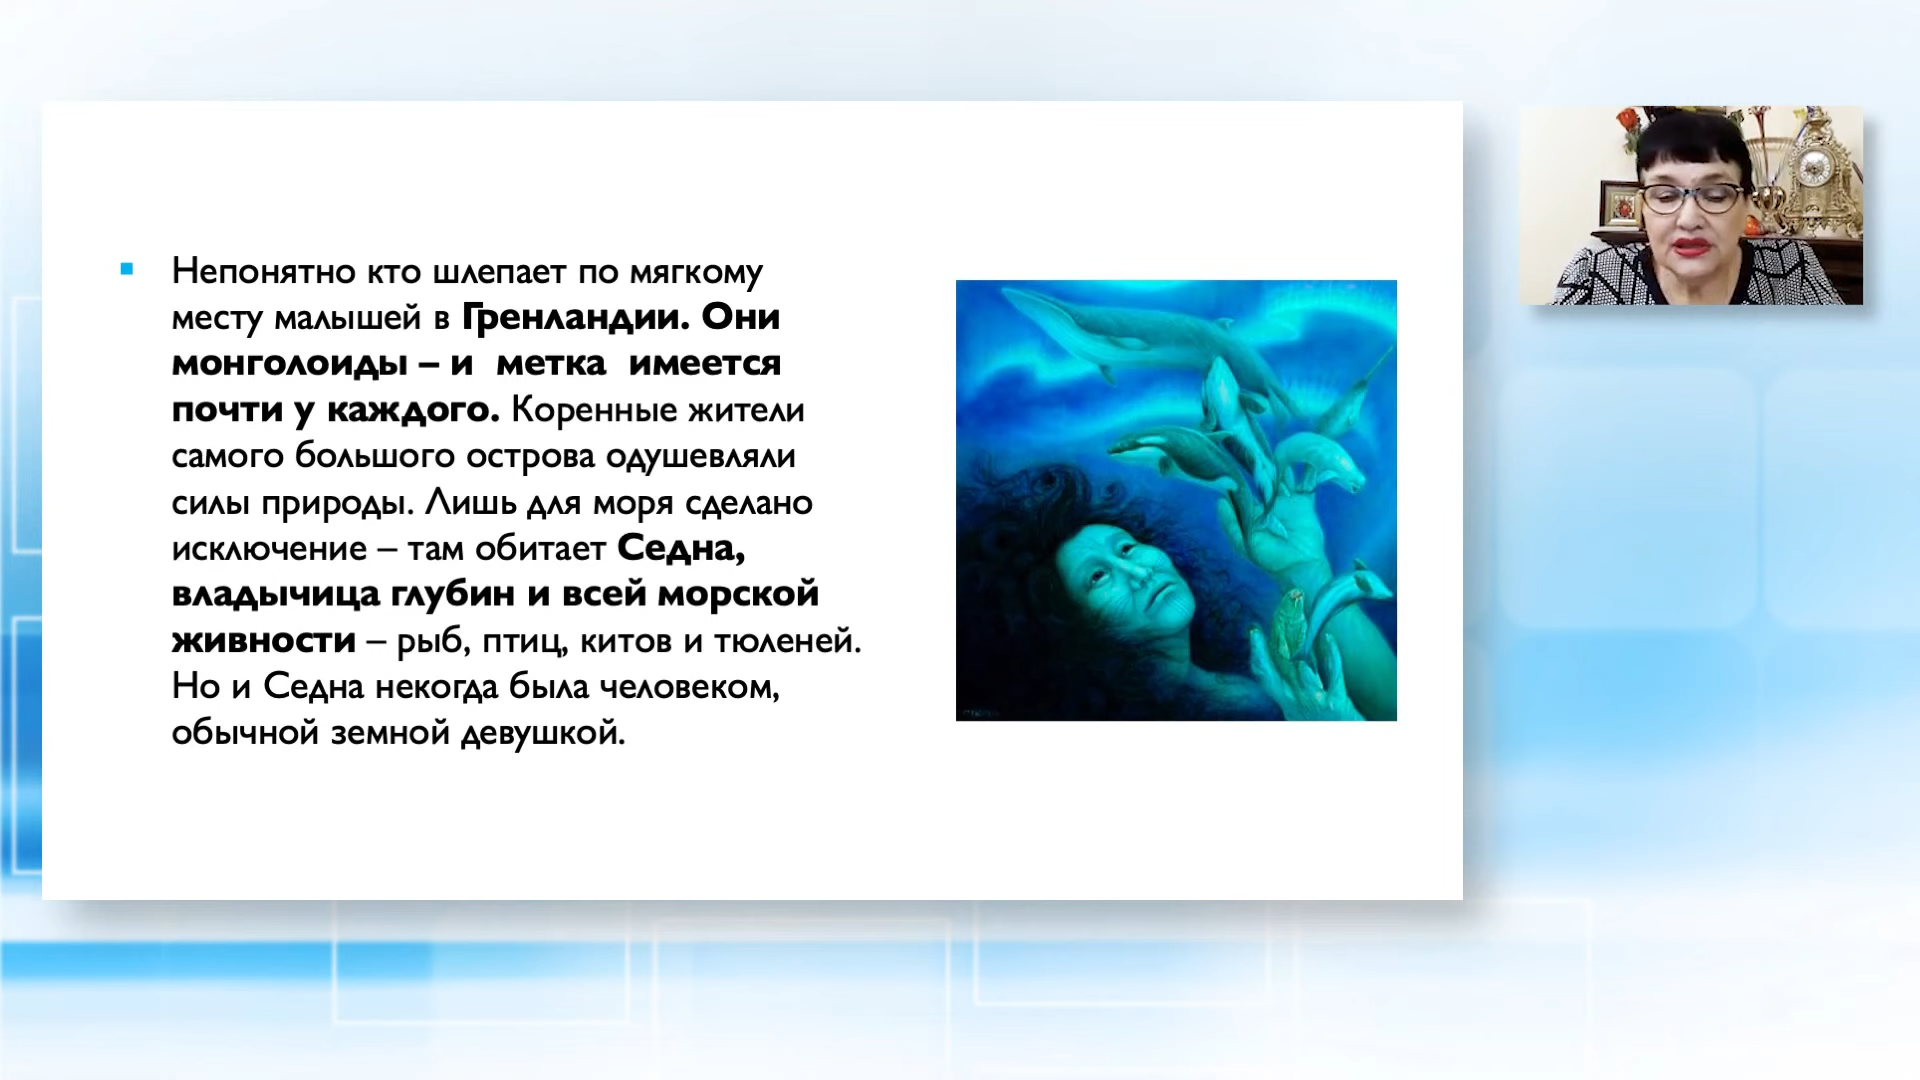 Непонятно кто шлепает по мягкому
месту малышей в Гренландии. Они
монголоиды – и метка имеется
почти у каждого. Коренные жители
самого большого острова одушевляли
силы природы. Лишь для моря сделано
исключение – там обитает Седна,
владычица глубин и всей морской
живности – рыб, птиц, китов и тюленей.
Но и Седна некогда была человеком,
обычной земной девушкой.